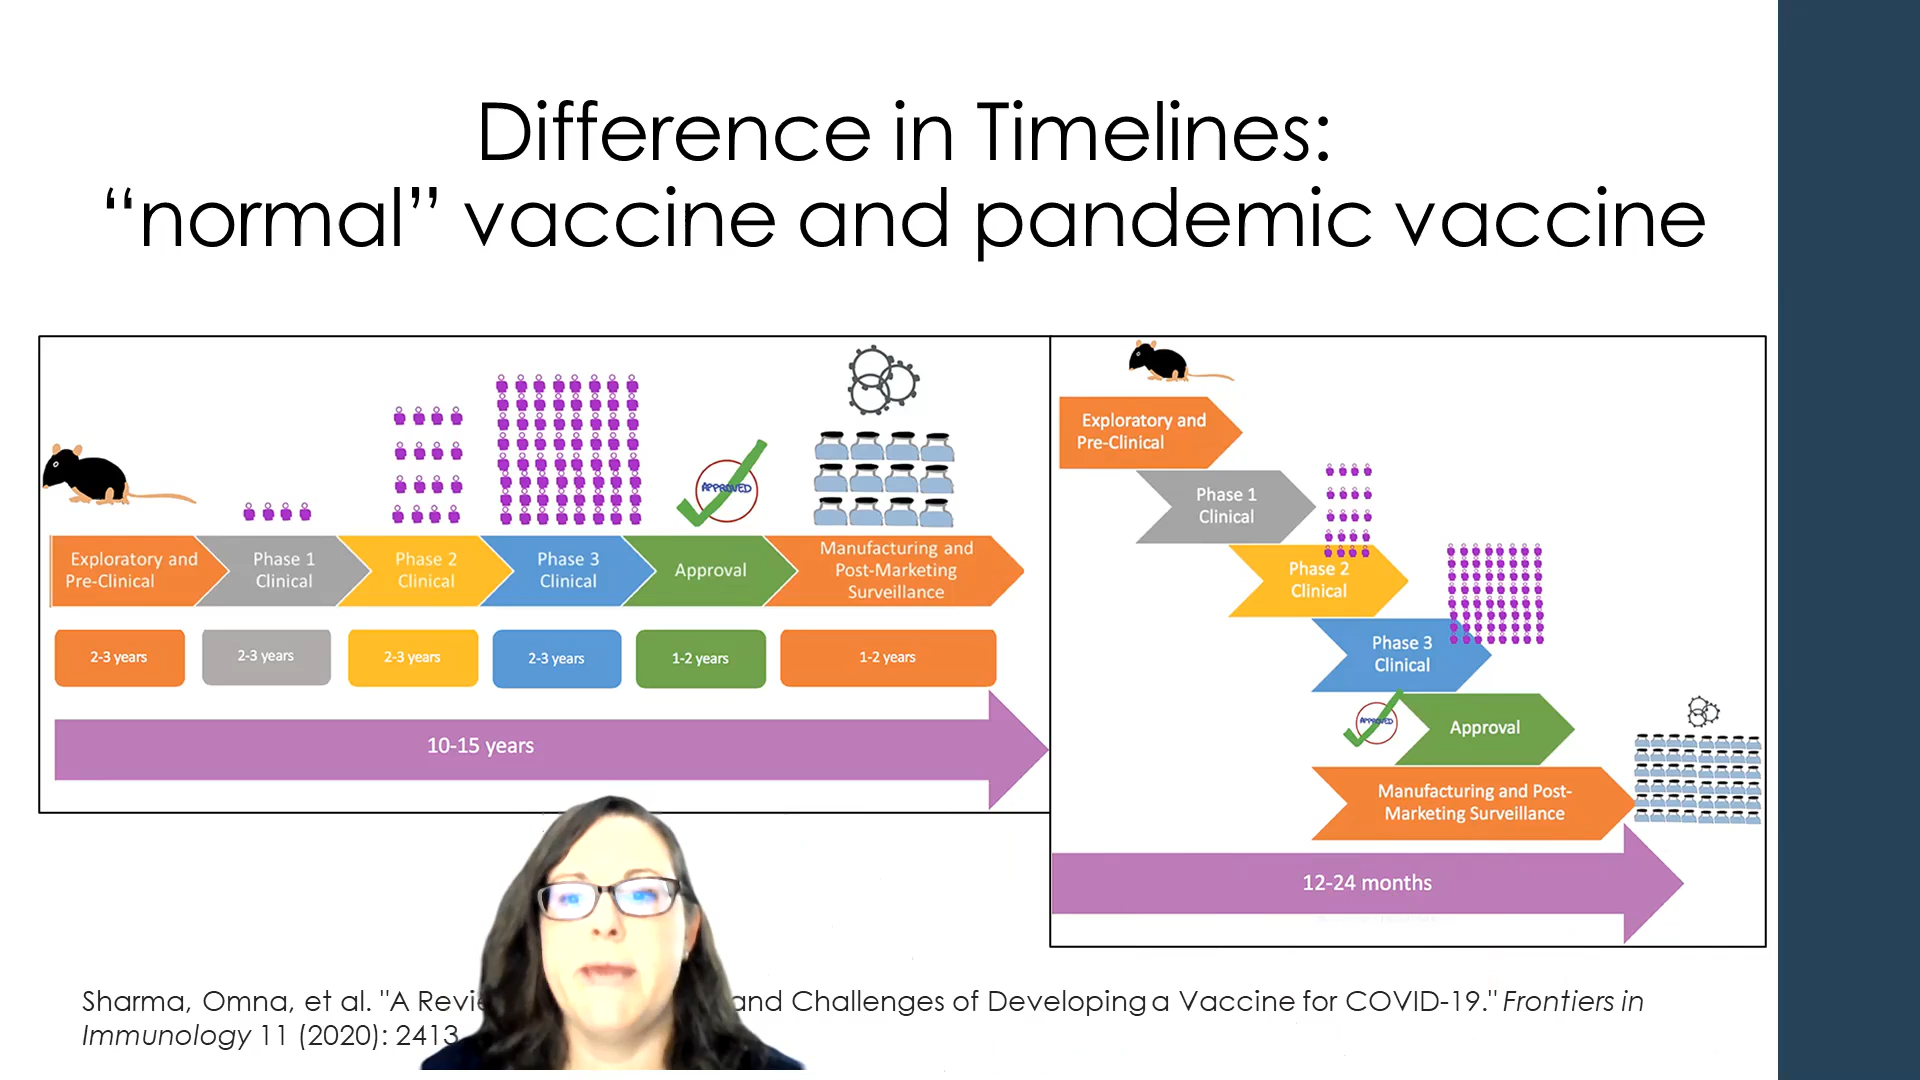 Difference in Timelines:
“normal” vaccine and pandemic vaccine
APPROVED
Exploratory and
Pre-Clinical
Phase 1
Clinical
Phase 2
Clinical
Phase 3
Clinical
Approval
Manufacturing and
Post-Marketing
Surveillance
2-3 years
2-3 years
2-3 years
2-3 years
1-2 years
1-2 years
10-15 years
Exploratory and
Pre-Clinical
Phase 1
Clinical
Phase 2
Clinical
Phase 3
Clinical
APPROVED
Approval
Manufacturing and Post-
Marketing Surveillance
12-24 months
Sharma, Omna, et al. "A and Challenges of Developing a Vaccine for COVID-19." Frontiers in
Immunology 11 (2020): 2413